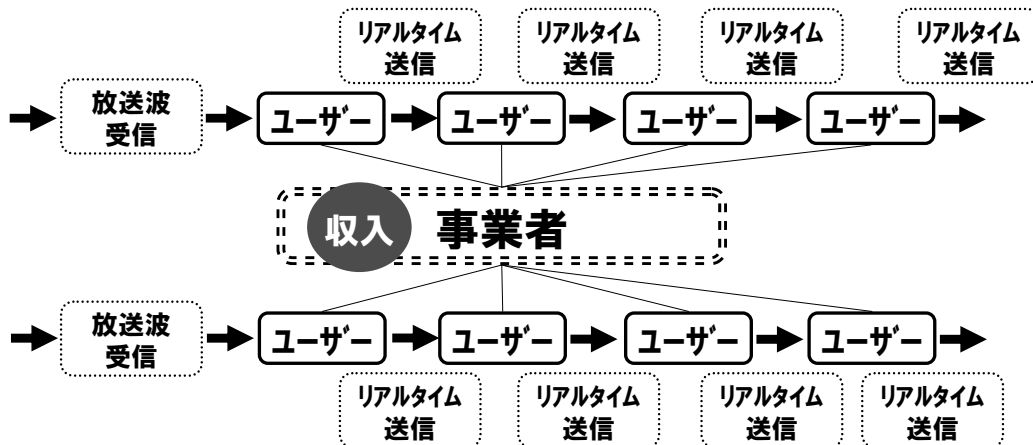 リアルタイム
送信
リアルタイム
送信
リアルタイム
送信
リアルタイム
送信
放送波
受信
ユーザー
ユーザー
ユーザー
ユーザー
収入
事業者
放送波
受信
ユーザー
ユーザー
ユーザー
ユーザー
リアルタイム
送信
リアルタイム
送信
リアルタイム
送信
リアルタイム
送信